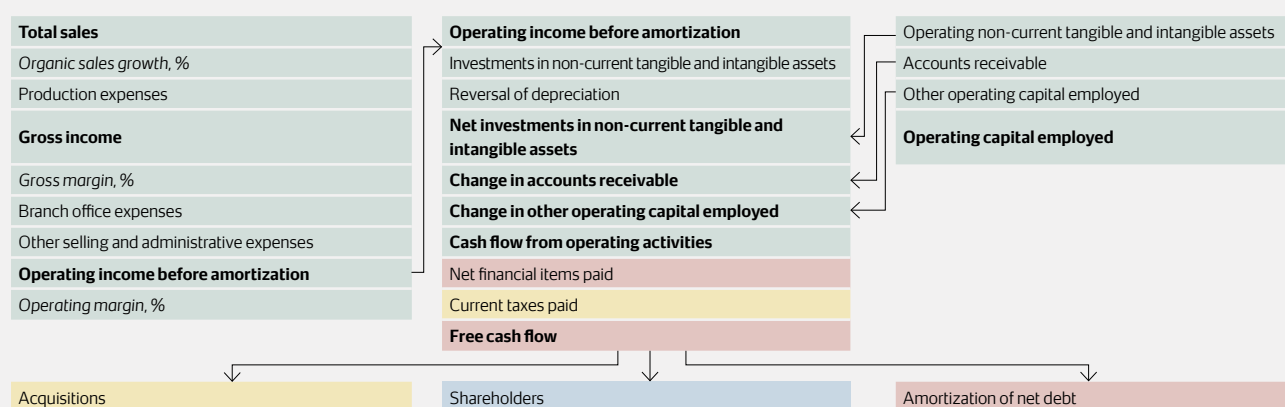 Total sales
Organic sales growth, %
Production expenses
Gross income
Gross margin, %
Branch office expenses
Other selling and administrative expenses
Operating income before amortization
Operating margin, %
Operating income before amortization
Investments in non-current tangible and intangible assets
Reversal of depreciation
Net investments in non-current tangible and
intangible assets
Change in accounts receivable
Change in other operating capital employed
Cash flow from operating activities
Net financial items paid
Current taxes paid
Free cash flow
Operating non-current tangible and intangible assets
Accounts receivable
Other operating capital employed
Operating capital employed
Acquisitions
Shareholders
Amortization of net debt